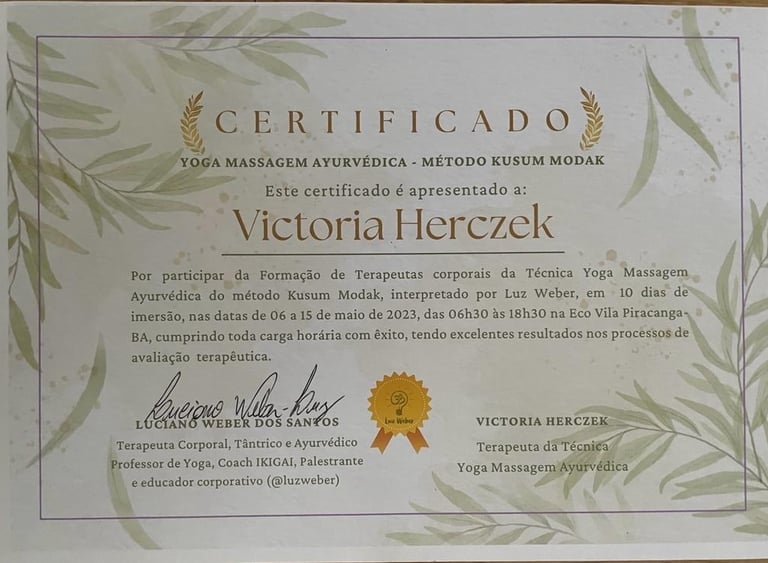 CERTIFICADO
YOGA MASSAGEM AYURVÉDICA - MÉTODO KUSUM MODAK
Este certificado é apresentado a:
Victoria Herczek
Por participar da Formação de Terapeutas corporais da Técnica Yoga Massagem
Ayurvédica do método Kusum Modak, interpretado por Luz Weber, em 10 dias de
imersão, nas datas de 06 a 15 de maio de 2023, das 06h30 às 18h30 na Eco Vila Piracanga-
BA, cumprindo toda carga horária com êxito, tendo excelentes resultados nos processos de
avaliação terapêutica.
LUCIANO WEBER DOS SANTOS
Terapeuta Corporal, Tântrico e Ayurvédico
Professor de Yoga, Coach IKIGAI, Palestrante
e educador corporativo (@luzweber)
ॐ
Luz Weber
VICTORIA HERCZEK
Terapeuta da Técnica
Yoga Massagem Ayurvédica